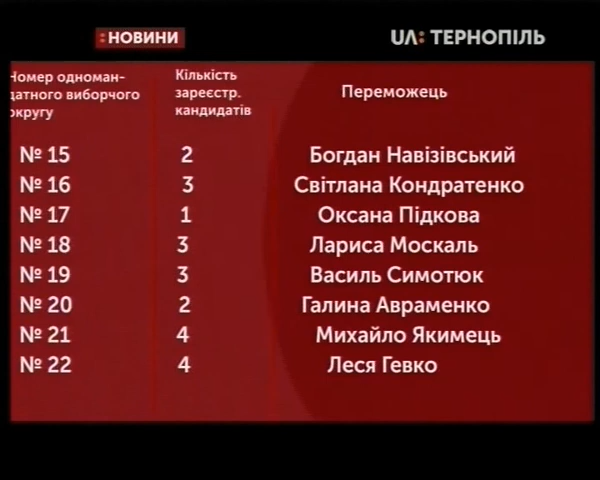 :НОВИНИ
UA: ТЕРНОПІЛЬ
Номер одноман-
датного виборчого
округу
Кількість
зареєстр.
кандидатів
Переможець
№ 15 2 Богдан Навізівський
№ 16 3 Світлана Кондратенко
№ 17 1 Оксана Підкова
№ 18 3 Лариса Москаль
№ 19 3 Василь Симотюк
№ 20 2 Галина Авраменко
№ 21 4 Михайло Якимець
№ 22 4 Леся Гевко